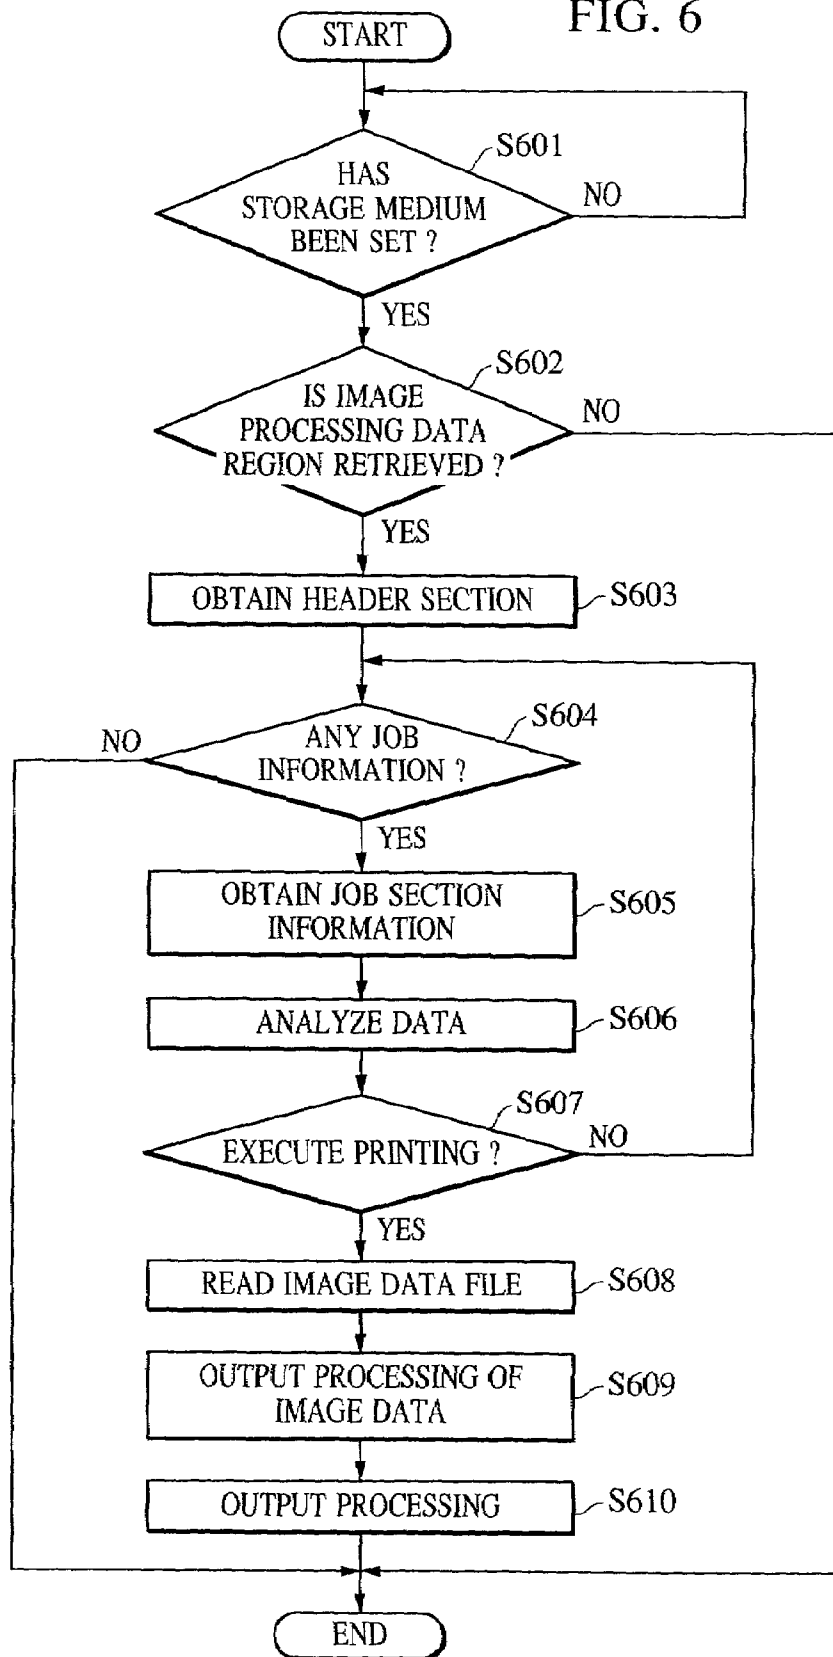 FIG. 6
START
S601
HAS
STORAGE MEDIUM
BEEN SET ?
NO
YES
S602
IS IMAGE
PROCESSING DATA
REGION RETRIEVED ?
NO
YES
OBTAIN HEADER SECTION
S603
S604
NO
ANY JOB
INFORMATION ?
YES
OBTAIN JOB SECTION
INFORMATION
S605
ANALYZE DATA
S606
S607
EXECUTE PRINTING ?
NO
YES
READ IMAGE DATA FILE
S608
OUTPUT PROCESSING OF
IMAGE DATA
S609
OUTPUT PROCESSING
S610
END